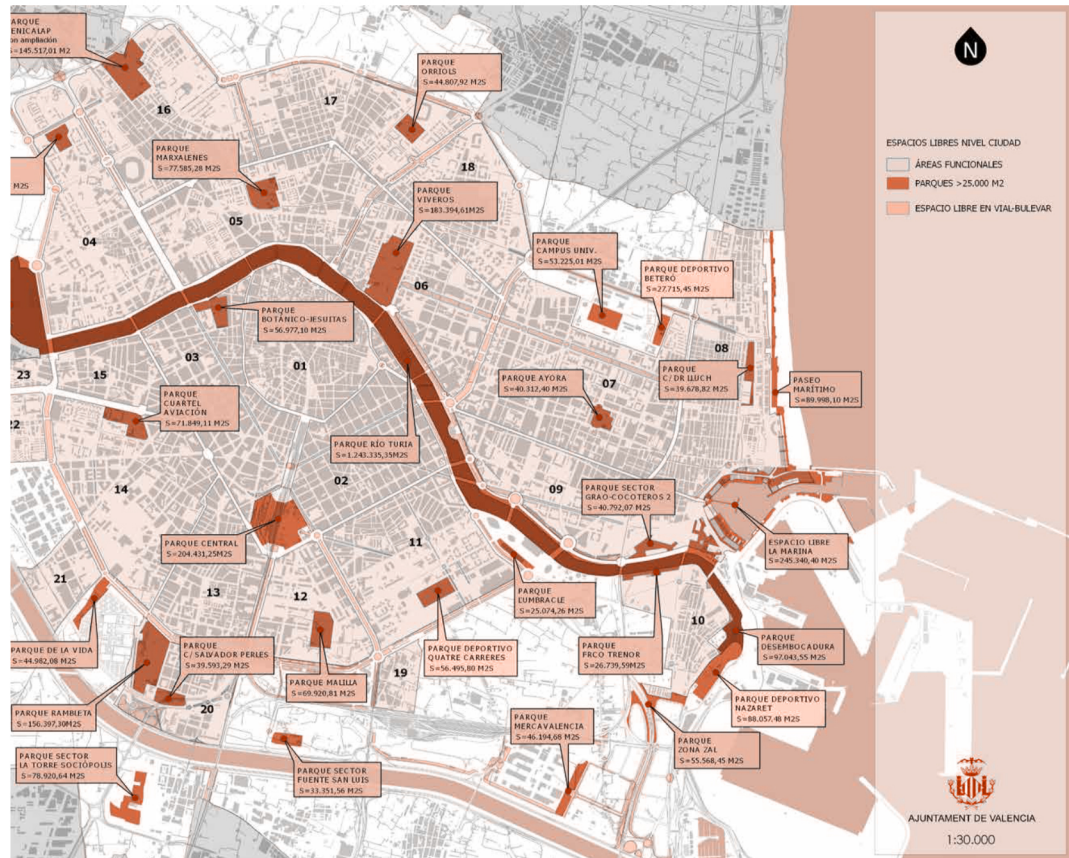 ARQUE
ENICALAP
on ampliación
S=145.517,01 M2
PARQUE
ORRIOLS
S=44.807,92 M2S
N
ESPACIOS LIBRES NIVEL CIUDAD
ÁREAS FUNCIONALES
PARQUES >25.000 M2
ESPACIO LIBRE EN VIAL-BULEVAR
16
17
18
M2S
PARQUE
MARXALENES
S=77.585,28 M2S
PARQUE
VIVEROS
S=183.394,61M2S
05
04
06
PARQUE
CAMPUS UNIV.
S=53.225,01 M2S
PARQUE DEPORTIVO
BETERÓ
S=27.715,45 M2S
PARQUE
BOTÁNICO-JESUITAS
S=56.977,10 M2S
03
01
15
23
22
08
07
PARQUE
C/ DR LLUCH
S=39.678,82 M2S
PASEO
MARÍTIMO
S=89.998,10 M2S
PARQUE AYORA
S=40.312,40 M2S
PARQUE
CUARTEL
AVIACIÓN
S=71.849,11 M2S
PARQUE RÍO TURIA
S=1.243.335,35M2S
14
02
09
PARQUE SECTOR
GRAO-COCOTEROS 2
S=40.792,07 M2S
PARQUE CENTRAL
S=204.431,25M2S
11
ESPACIO LIBRE
LA MARINA
S=245.340,40 M2S
21
13
12
10
PARQUE
L'UMBRACLE
S=25.074,26 M2S
PARQUE DE LA VIDA
S=44.982,08 M2S
PARQUE
C/ SALVADOR PERLES
S=39.593,29 M2S
PARQUE MALILLA
S=69.920,81 M2S
PARQUE DEPORTIVO
QUATRE CARRERES
S=56.495,80 M2S
19
PARQUE
FRCO TRENOR
S=26.739,59M2S
PARQUE
DESEMBOCADURA
S=97.043,55 M2S
PARQUE DEPORTIVO
NAZARET
S=88.057,48 M2S
PARQUE RAMBLETA
S=156.397,30M2S
20
PARQUE
MERCAVALENCIA
S=46.194,68 M2S
PARQUE
ZONA ZAL
S=55.568,45 M2S
PARQUE SECTOR
LA TORRE SOCIÓPOLIS
S=78.920,64 M2S
PARQUE SECTOR
FUENTE SAN LUIS
S=33.351,56 M2S
AJUNTAMENT DE VALENCIA
1:30.000